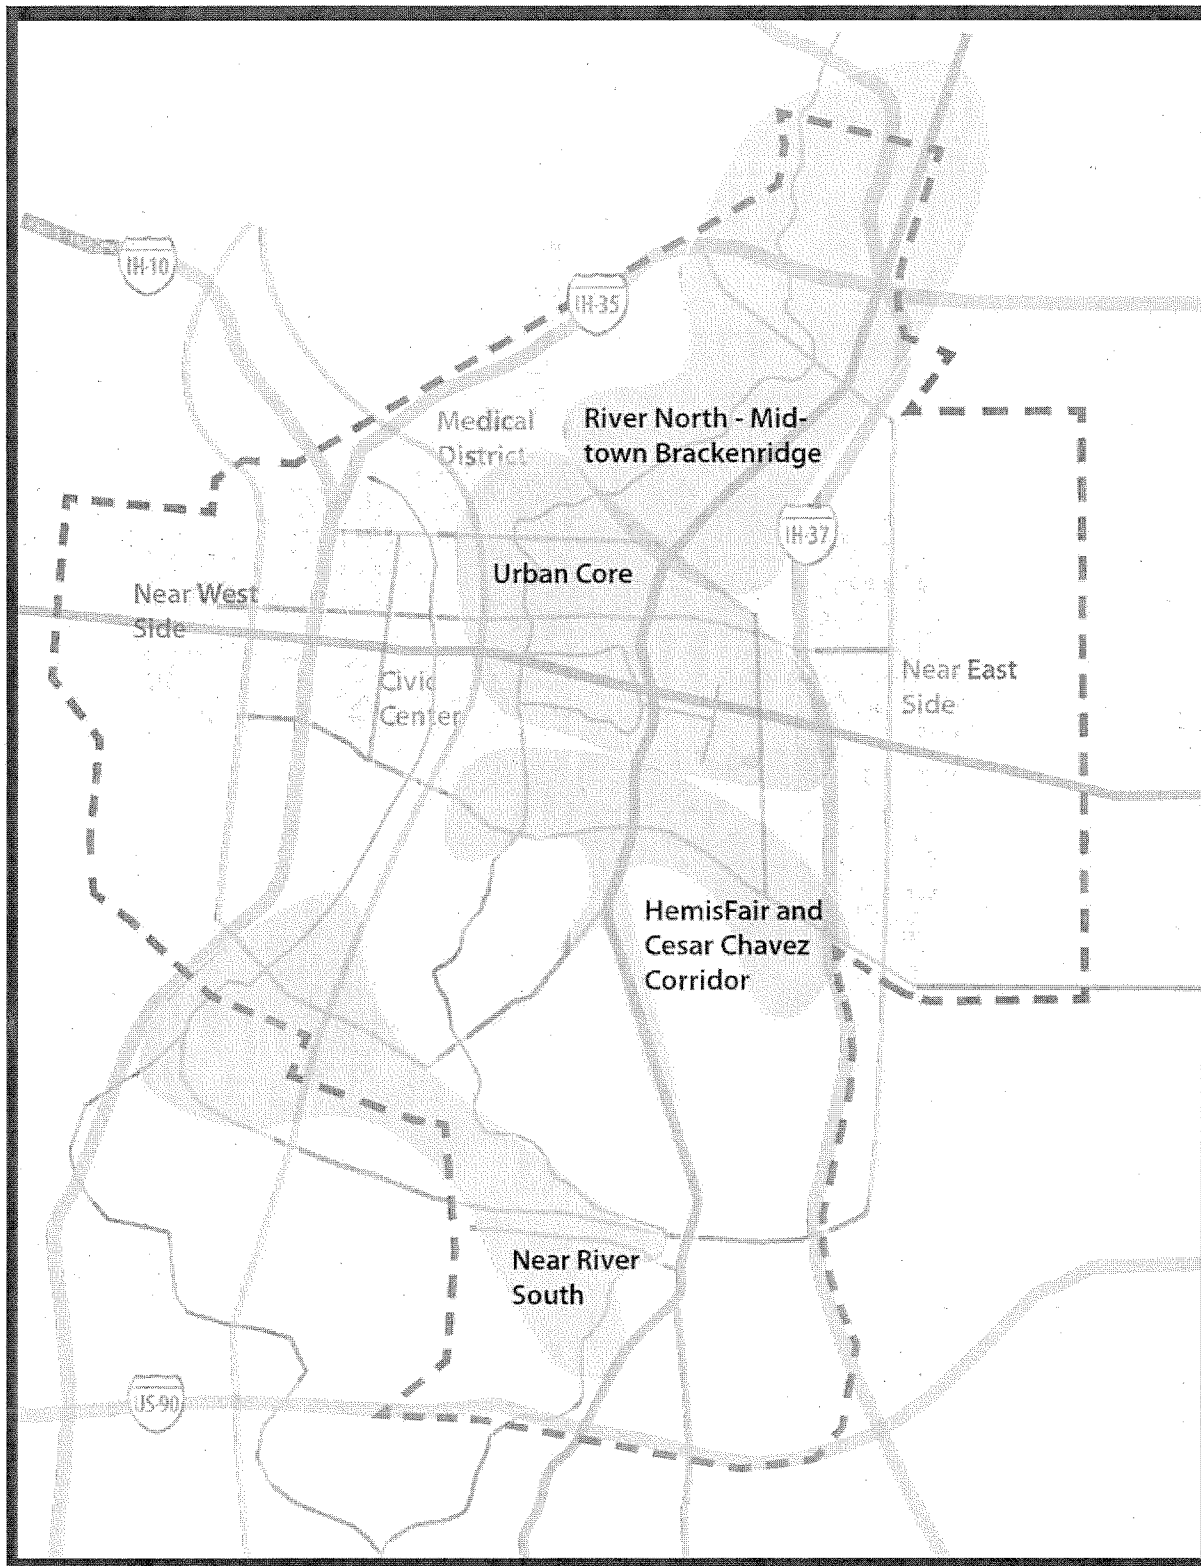 IH-10
IH-35
Medical
District
River North - Mid-
town Brackenridge
IH-37
Urban Core
Near West
Side
Near East
Side
Civic
Center
HemisFair and
Cesar Chavez
Corridor
Near River
South
US-90